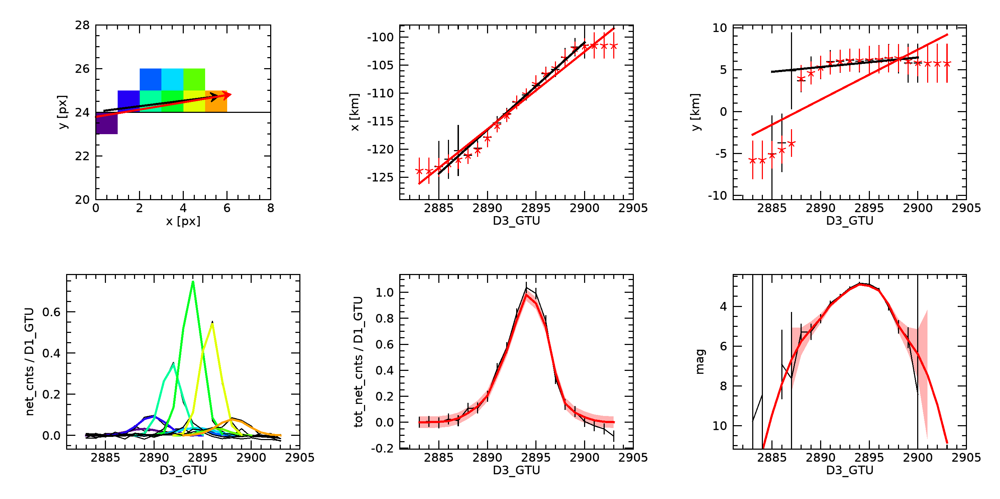 28
26
24
22
20
y [px]
0 2 4 6 8
x [px]
-100
-105
-110
-115
-120
-125
x [km]
2885 2890 2895 2900 2905
D3_GTU
10
5
0
-5
-10
y [km]
2885 2890 2895 2900 2905
D3_GTU
0.6
0.4
0.2
0.0
net_cnts / D1_GTU
2885 2890 2895 2900 2905
D3_GTU
1.0
0.8
0.6
0.4
0.2
0.0
-0.2
tot_net_cnts / D1_GTU
2885 2890 2895 2900 2905
D3_GTU
4
6
8
10
mag
2885 2890 2895 2900 2905
D3_GTU